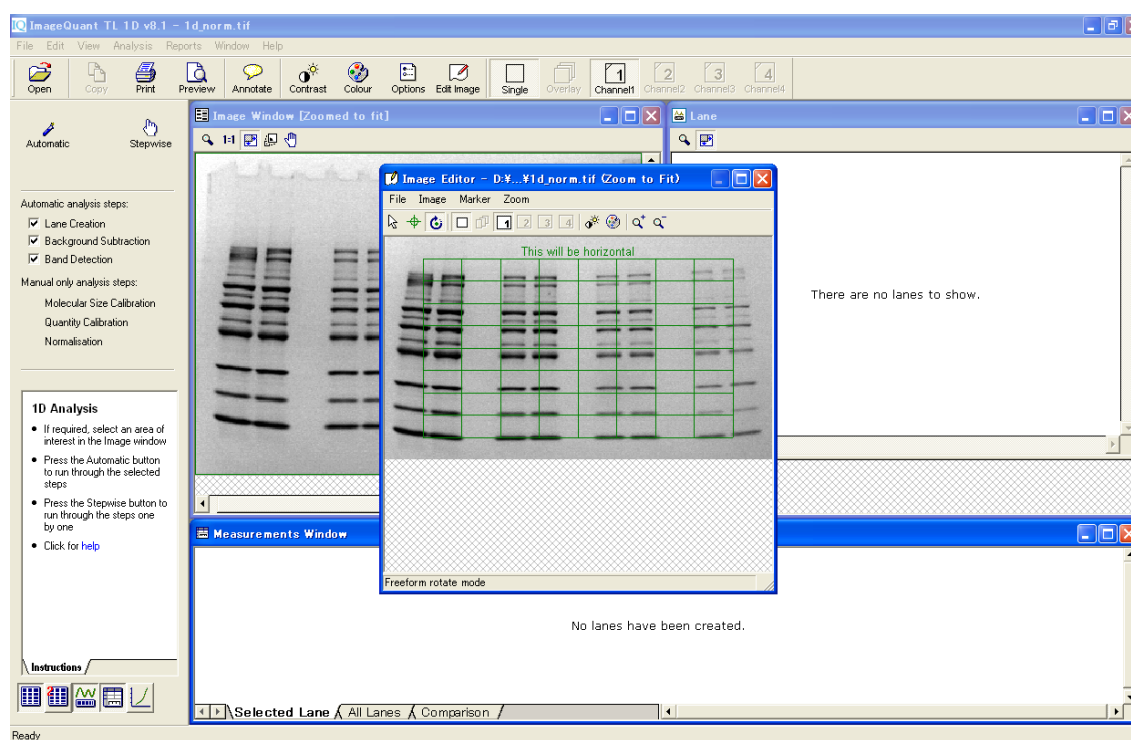 ImageQuant TL 1D v8.1 - 1d_norm.tif
File Edit View Analysis Reports Window Help
Open Copy Print Preview Annotate Contrast Colour Options Edit Image Single Overlay Channel1 Channel2 Channel3 Channel4
Automatic Stepwise
Automatic analysis steps:
Lane Creation
Background Subtraction
Band Detection
Manual only analysis steps:
Molecular Size Calibration
Quantity Calibration
Normalisation
1D Analysis
If required, select an area of
interest in the Image window
Press the Automatic button
to run through the selected
steps
Press the Stepwise button to
run through the steps one
by one
Click for help
Instructions
Image Window [Zoomed to fit]
1:1
Image Editor - D:¥...¥1d_norm.tif (Zoom to Fit)
File Image Marker Zoom
1 2 3 4
This will be horizontal
Freeform rotate mode
Lane
There are no lanes to show.
Measurements Window
No lanes have been created.
Selected Lane All Lanes Comparison
Ready